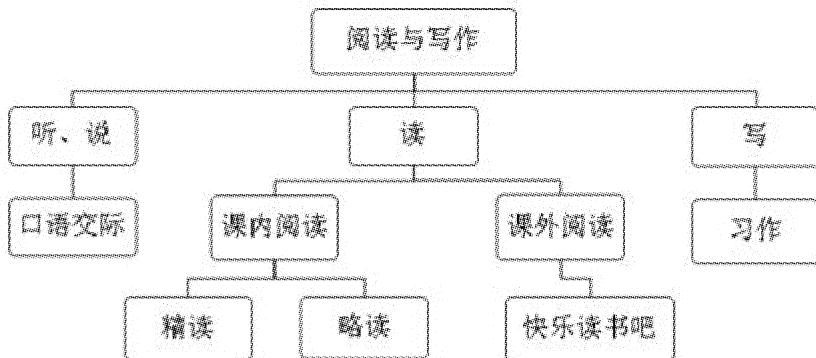 阅读与写作
听、说
读
写
口语交际
课内阅读
课外阅读
习作
精读
略读
快乐读书吧